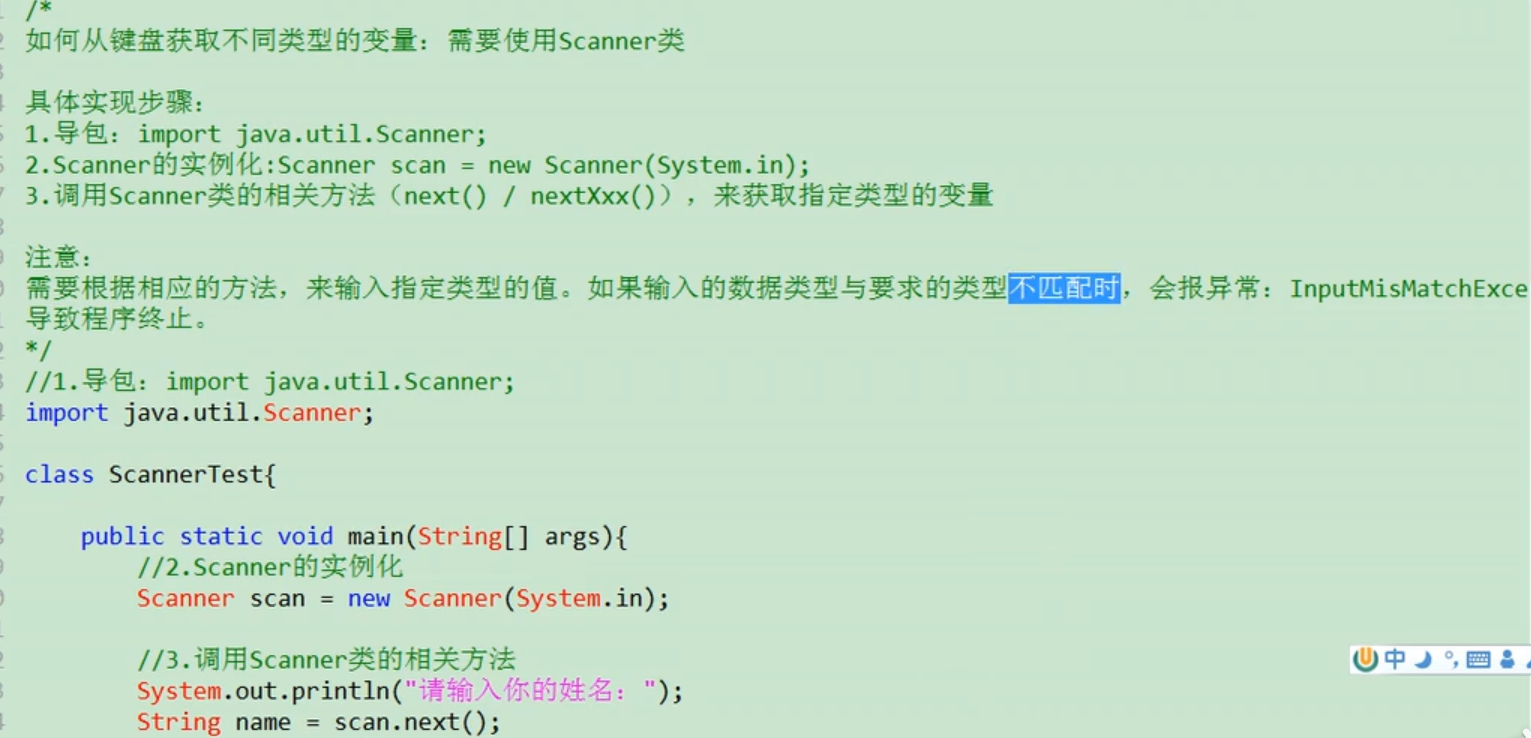 /*
如何从键盘获取不同类型的变量：需要使用Scanner类
具体实现步骤：
1.导包：import java.util.Scanner;
2.Scanner的实例化:Scanner scan = new Scanner(System.in);
3.调用Scanner类的相关方法（next() / nextXxx()），来获取指定类型的变量
注意：
需要根据相应的方法，来输入指定类型的值。如果输入的数据类型与要求的类型不匹配时，会报异常：InputMisMatchExce
导致程序终止。
*/
//1.导包：import java.util.Scanner;
import java.util.Scanner;
class ScannerTest{
public static void main(String[] args){
//2.Scanner的实例化
Scanner scan = new Scanner(System.in);
//3.调用Scanner类的相关方法
System.out.println("请输入你的姓名：");
String name = scan.next();
中